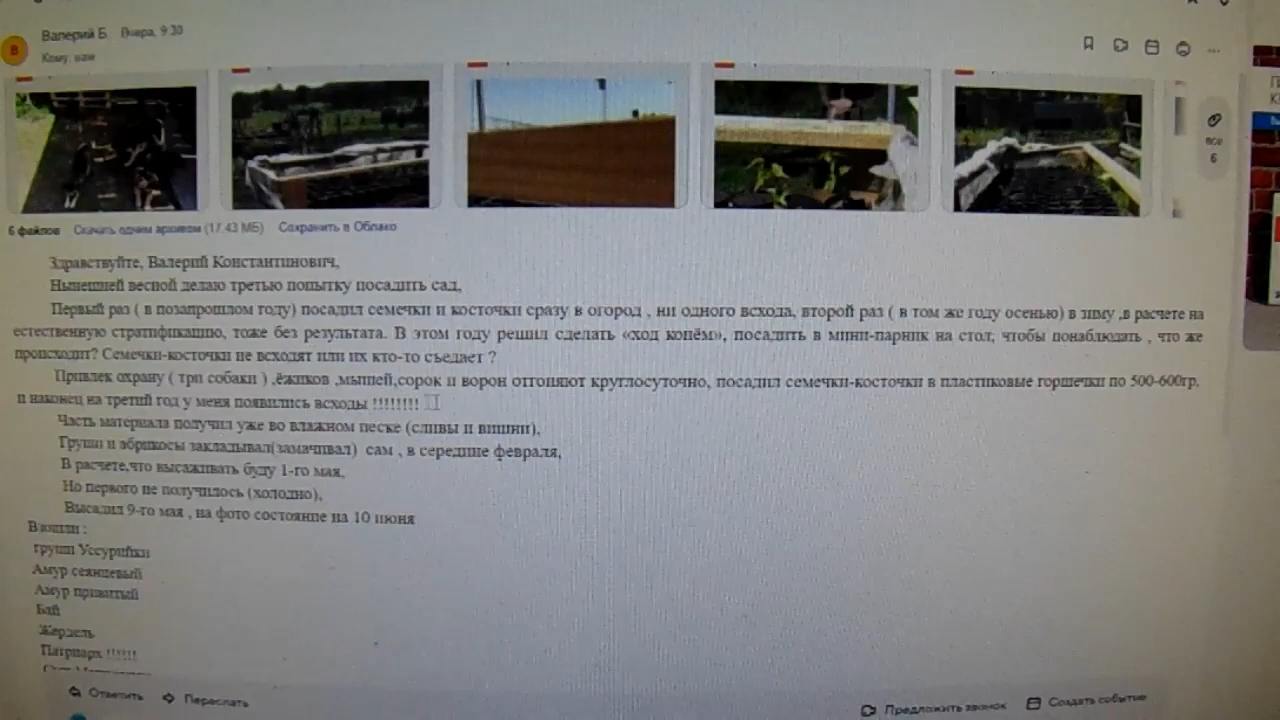 Валерий Б Вчера, 9:30
Кому: вам
все
6
6 файлов Скачать одним архивом (17.43 МБ) Сохранить в Облако
Здравствуйте, Валерий Константинович,
Нынешней весной делаю третью попытку посадить сад,
Первый раз ( в позапрошлом году) посадил семечки и косточки сразу в огород , ни одного всхода, второй раз ( в том же году осенью) в зиму ,в расчете на
естественную стратификацию, тоже без результата. В этом году решил сделать «ход конём», посадить в мини-парник на стол, чтобы понаблюдать , что же
происходит? Семечки-косточки не всходят или их кто-то съедает ?
Привлек охрану ( три собаки ) ,ёжиков ,мышей,сорок и ворон отгоняют круглосуточно, посадил семечки-косточки в пластиковые горшечки по 500-600гр.
и наконец на третий год у меня появились всходы !!!!!!!!
Часть материала получил уже во влажном песке (сливы и вишни),
Груши и абрикосы закладывал(замачивал) сам , в середине февраля,
В расчете,что высаживать буду 1-го мая,
Но первого не получилось (холодно),
Высадил 9-го мая , на фото состояние на 10 июня
Взошли :
груши Уссурийки
Амур сеянцевый
Амур привитый
Бай
Жердель
Патриарх !!!!!!
Ответить Переслать Предложить звонок Создать событие